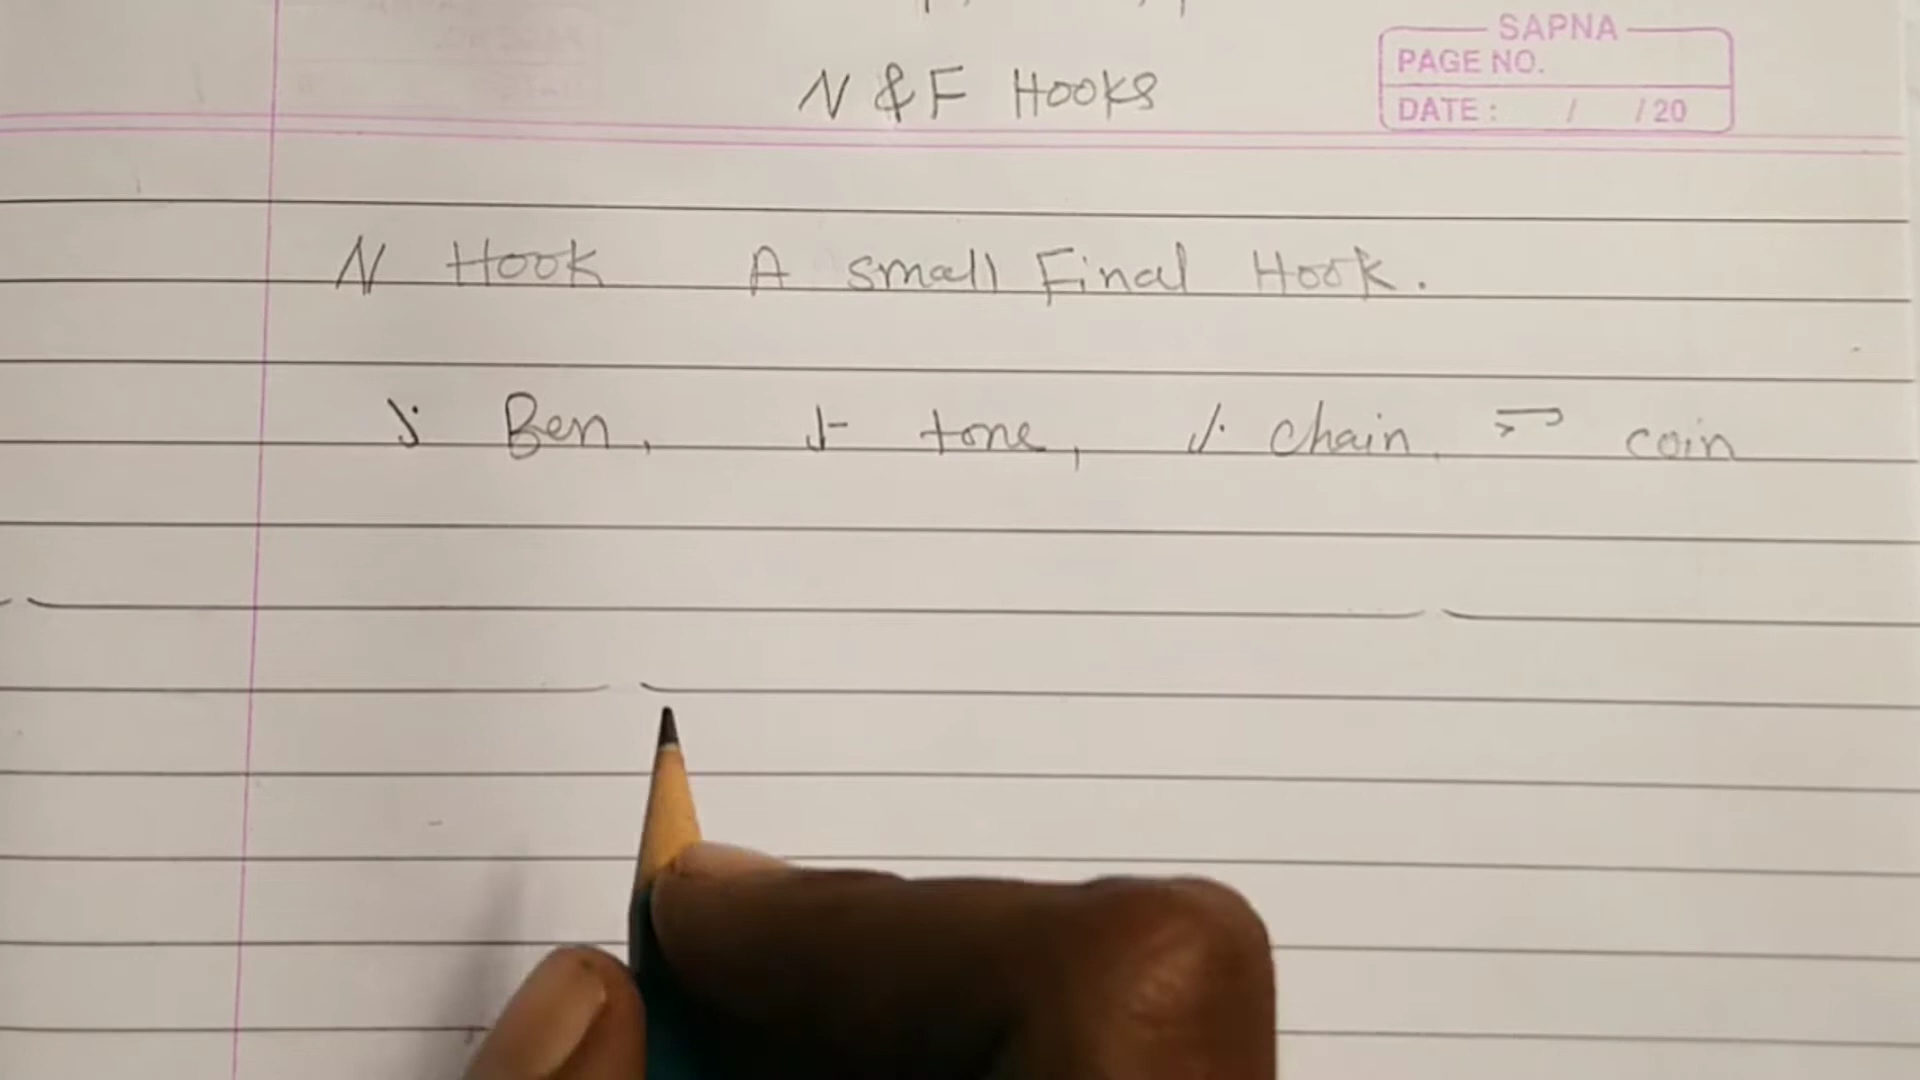 SAPNA
PAGE NO.
N & F Hooks
DATE : / / 20
N Hook A small Final Hook.
Ben, tone, chain, coin